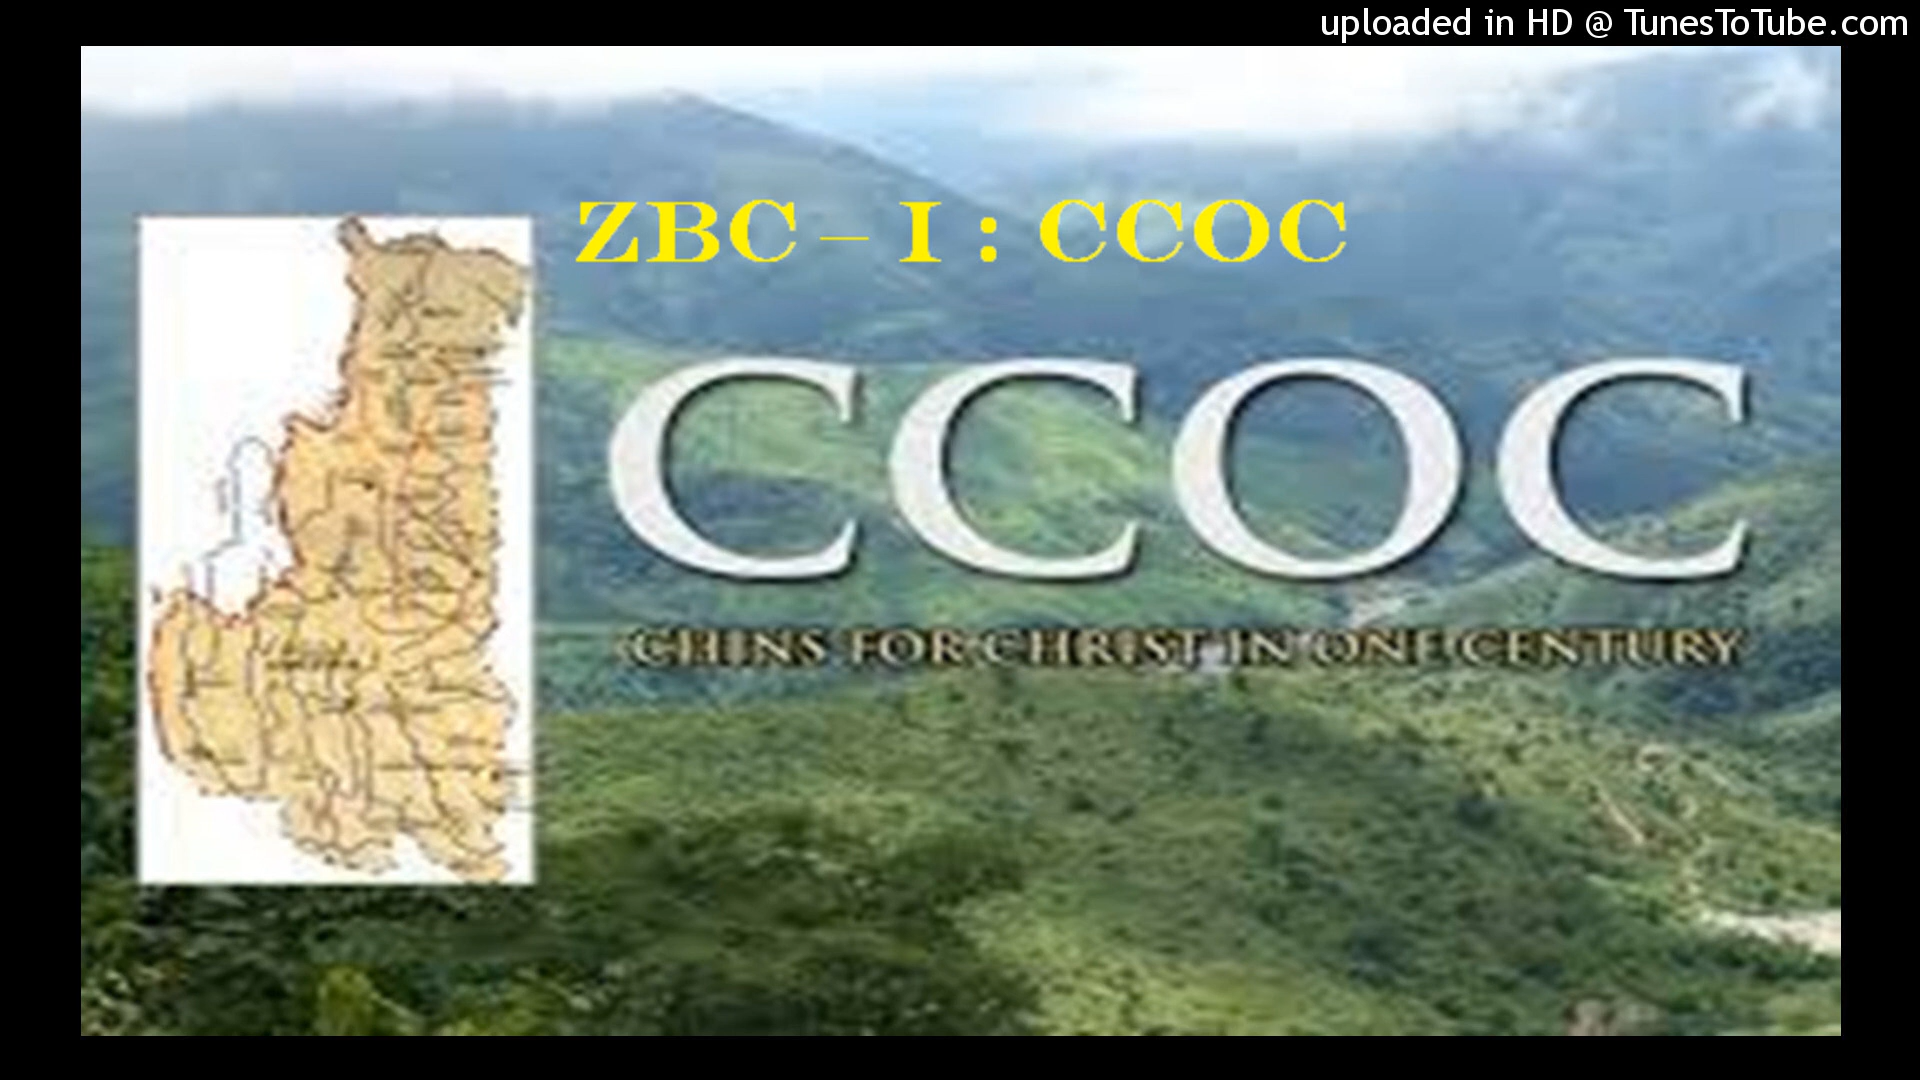 uploaded in HD @ TunesToTube.com
ZBC – I : CCOC
CCOC
CHINS FOR CHRIST IN ONE CENTURY